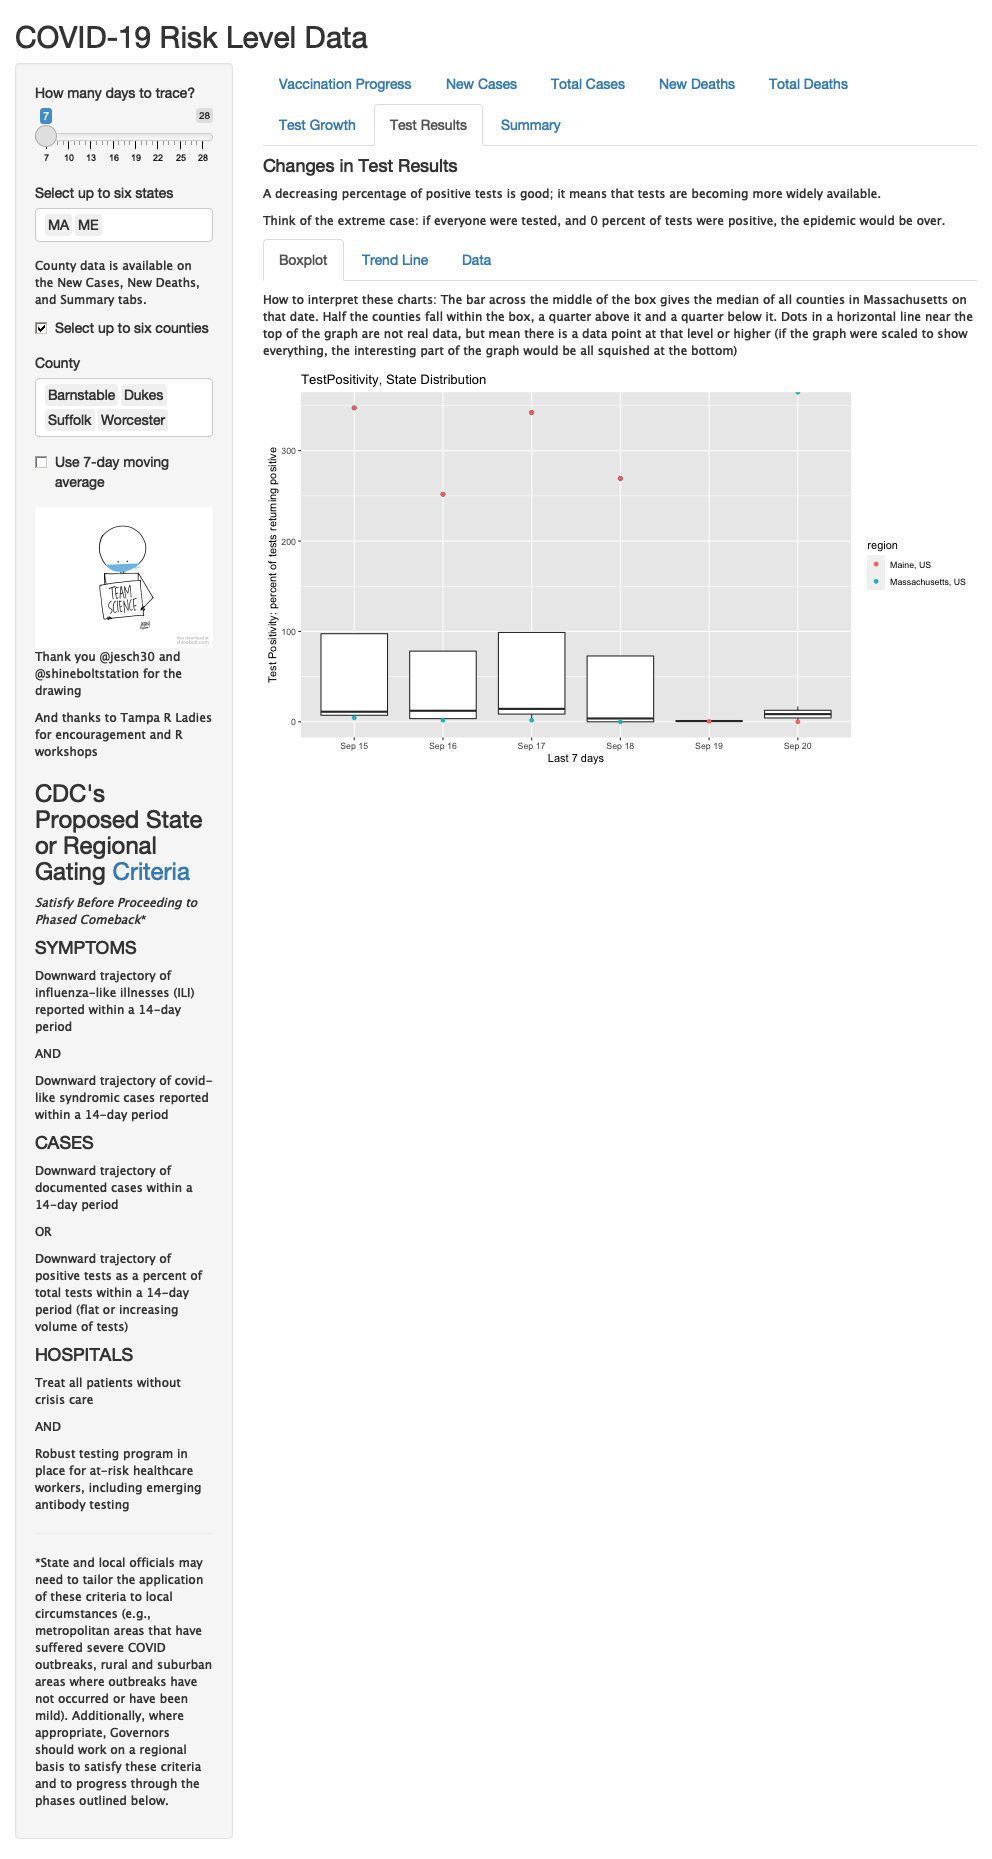 COVID-19 Risk Level Data
How many days to trace?
7
28
7 10 13 16 19 22 25 28
Select up to six states
MA ME
County data is available on
the New Cases, New Deaths,
and Summary tabs.
Select up to six counties
County
Barnstable Dukes
Suffolk Worcester
Use 7-day moving
average
TEAM
SCIENCE
Thank you @jesch30 and
@shineboltstation for the
drawing
And thanks to Tampa R Ladies
for encouragement and R
workshops
CDC's
Proposed State
or Regional
Gating Criteria
Satisfy Before Proceeding to
Phased Comeback*
SYMPTOMS
Downward trajectory of
influenza-like illnesses (ILI)
reported within a 14-day
period
AND
Downward trajectory of covid-
like syndromic cases reported
within a 14-day period
CASES
Downward trajectory of
documented cases within a
14-day period
OR
Downward trajectory of
positive tests as a percent of
total tests within a 14-day
period (flat or increasing
volume of tests)
HOSPITALS
Treat all patients without
crisis care
AND
Robust testing program in
place for at-risk healthcare
workers, including emerging
antibody testing
*State and local officials may
need to tailor the application
of these criteria to local
circumstances (e.g.,
metropolitan areas that have
suffered severe COVID
outbreaks, rural and suburban
areas where outbreaks have
not occurred or have been
mild). Additionally, where
appropriate, Governors
should work on a regional
basis to satisfy these criteria
and to progress through the
phases outlined below.
Vaccination Progress New Cases Total Cases New Deaths Total Deaths
Test Growth Test Results Summary
Changes in Test Results
A decreasing percentage of positive tests is good; it means that tests are becoming more widely available.
Think of the extreme case: if everyone were tested, and 0 percent of tests were positive, the epidemic would be over.
Boxplot Trend Line Data
How to interpret these charts: The bar across the middle of the box gives the median of all counties in Massachusetts on
that date. Half the counties fall within the box, a quarter above it and a quarter below it. Dots in a horizontal line near the
top of the graph are not real data, but mean there is a data point at that level or higher (if the graph were scaled to show
everything, the interesting part of the graph would be all squished at the bottom)
TestPositivity, State Distribution
Test Positivity: percent of tests returning positive
300
200
100
0
Sep 15 Sep 16 Sep 17 Sep 18 Sep 19 Sep 20
Last 7 days
region
Maine, US
Massachusetts, US